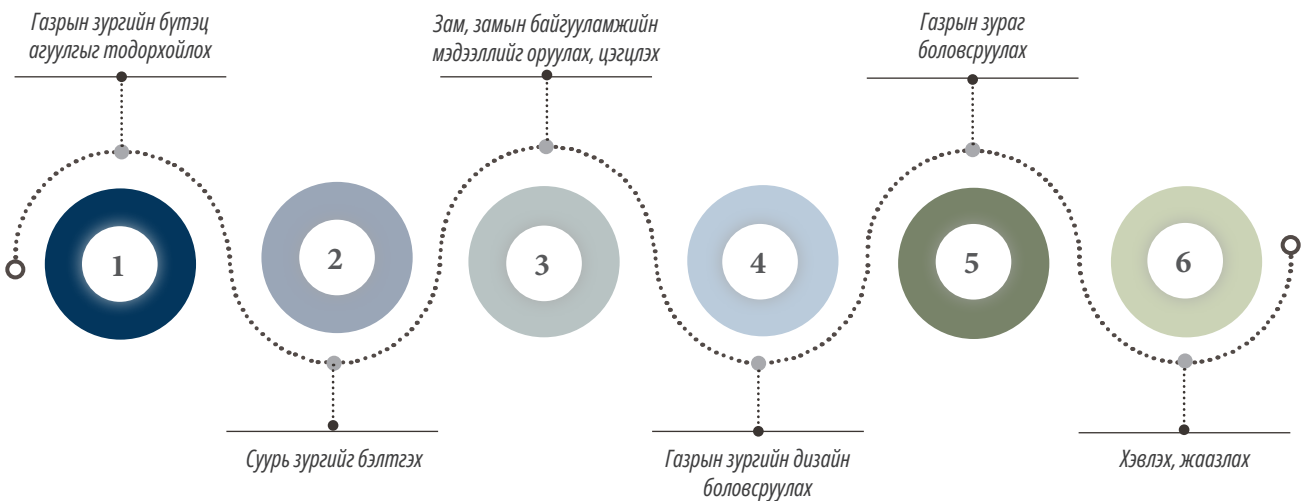 Газрын зургийн бүтэц
агуулгыг тодорхойлох
Зам, замын байгууламжийн
мэдээллийг оруулах, цэгцлэх
Газрын зураг
боловсруулах
1
2
3
4
5
6
Суурь зургийг бэлтгэх
Газрын зургийн дизайн
боловсруулах
Хэвлэх, жаазлах